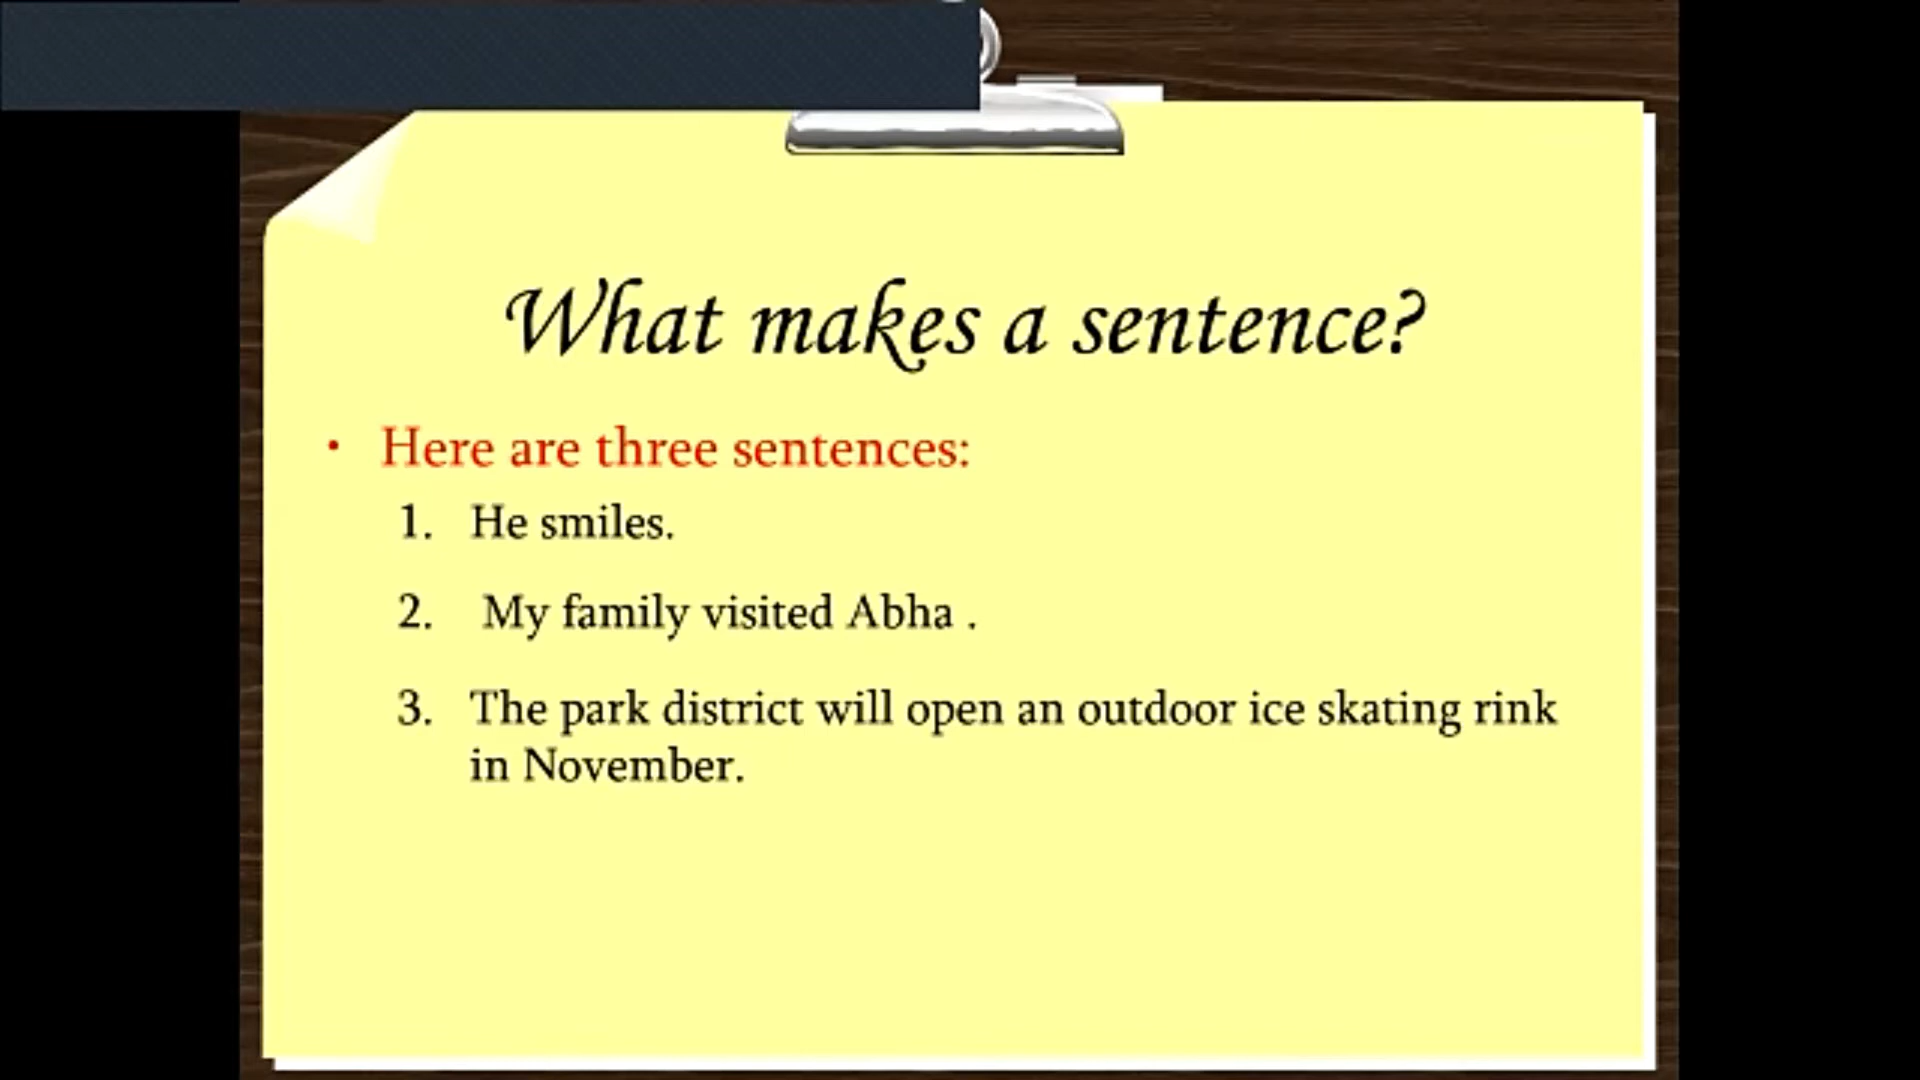 What makes a sentence?
• Here are three sentences:
1. He smiles.
2. My family visited Abha .
3. The park district will open an outdoor ice skating rink
in November.